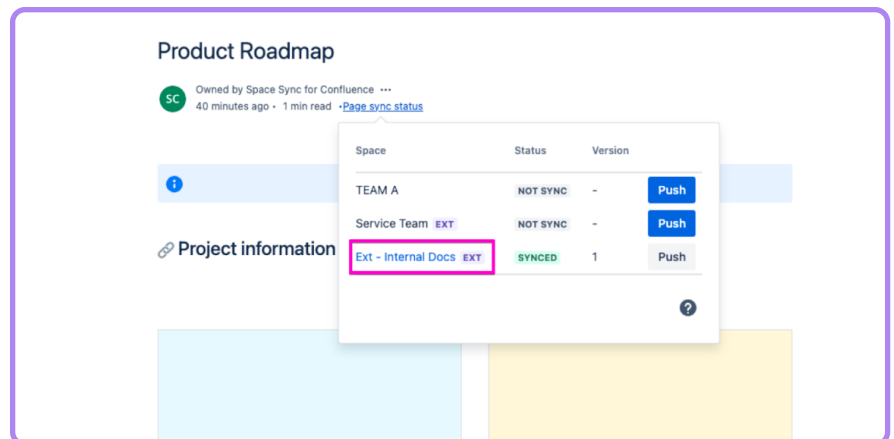 Product Roadmap
SC
Owned by Space Sync for Confluence •••
40 minutes ago • 1 min read •Page sync status
Space Status Version
TEAM A NOT SYNC - Push
Service Team EXT NOT SYNC - Push
Project information
Ext - Internal Docs EXT SYNCED 1 Push